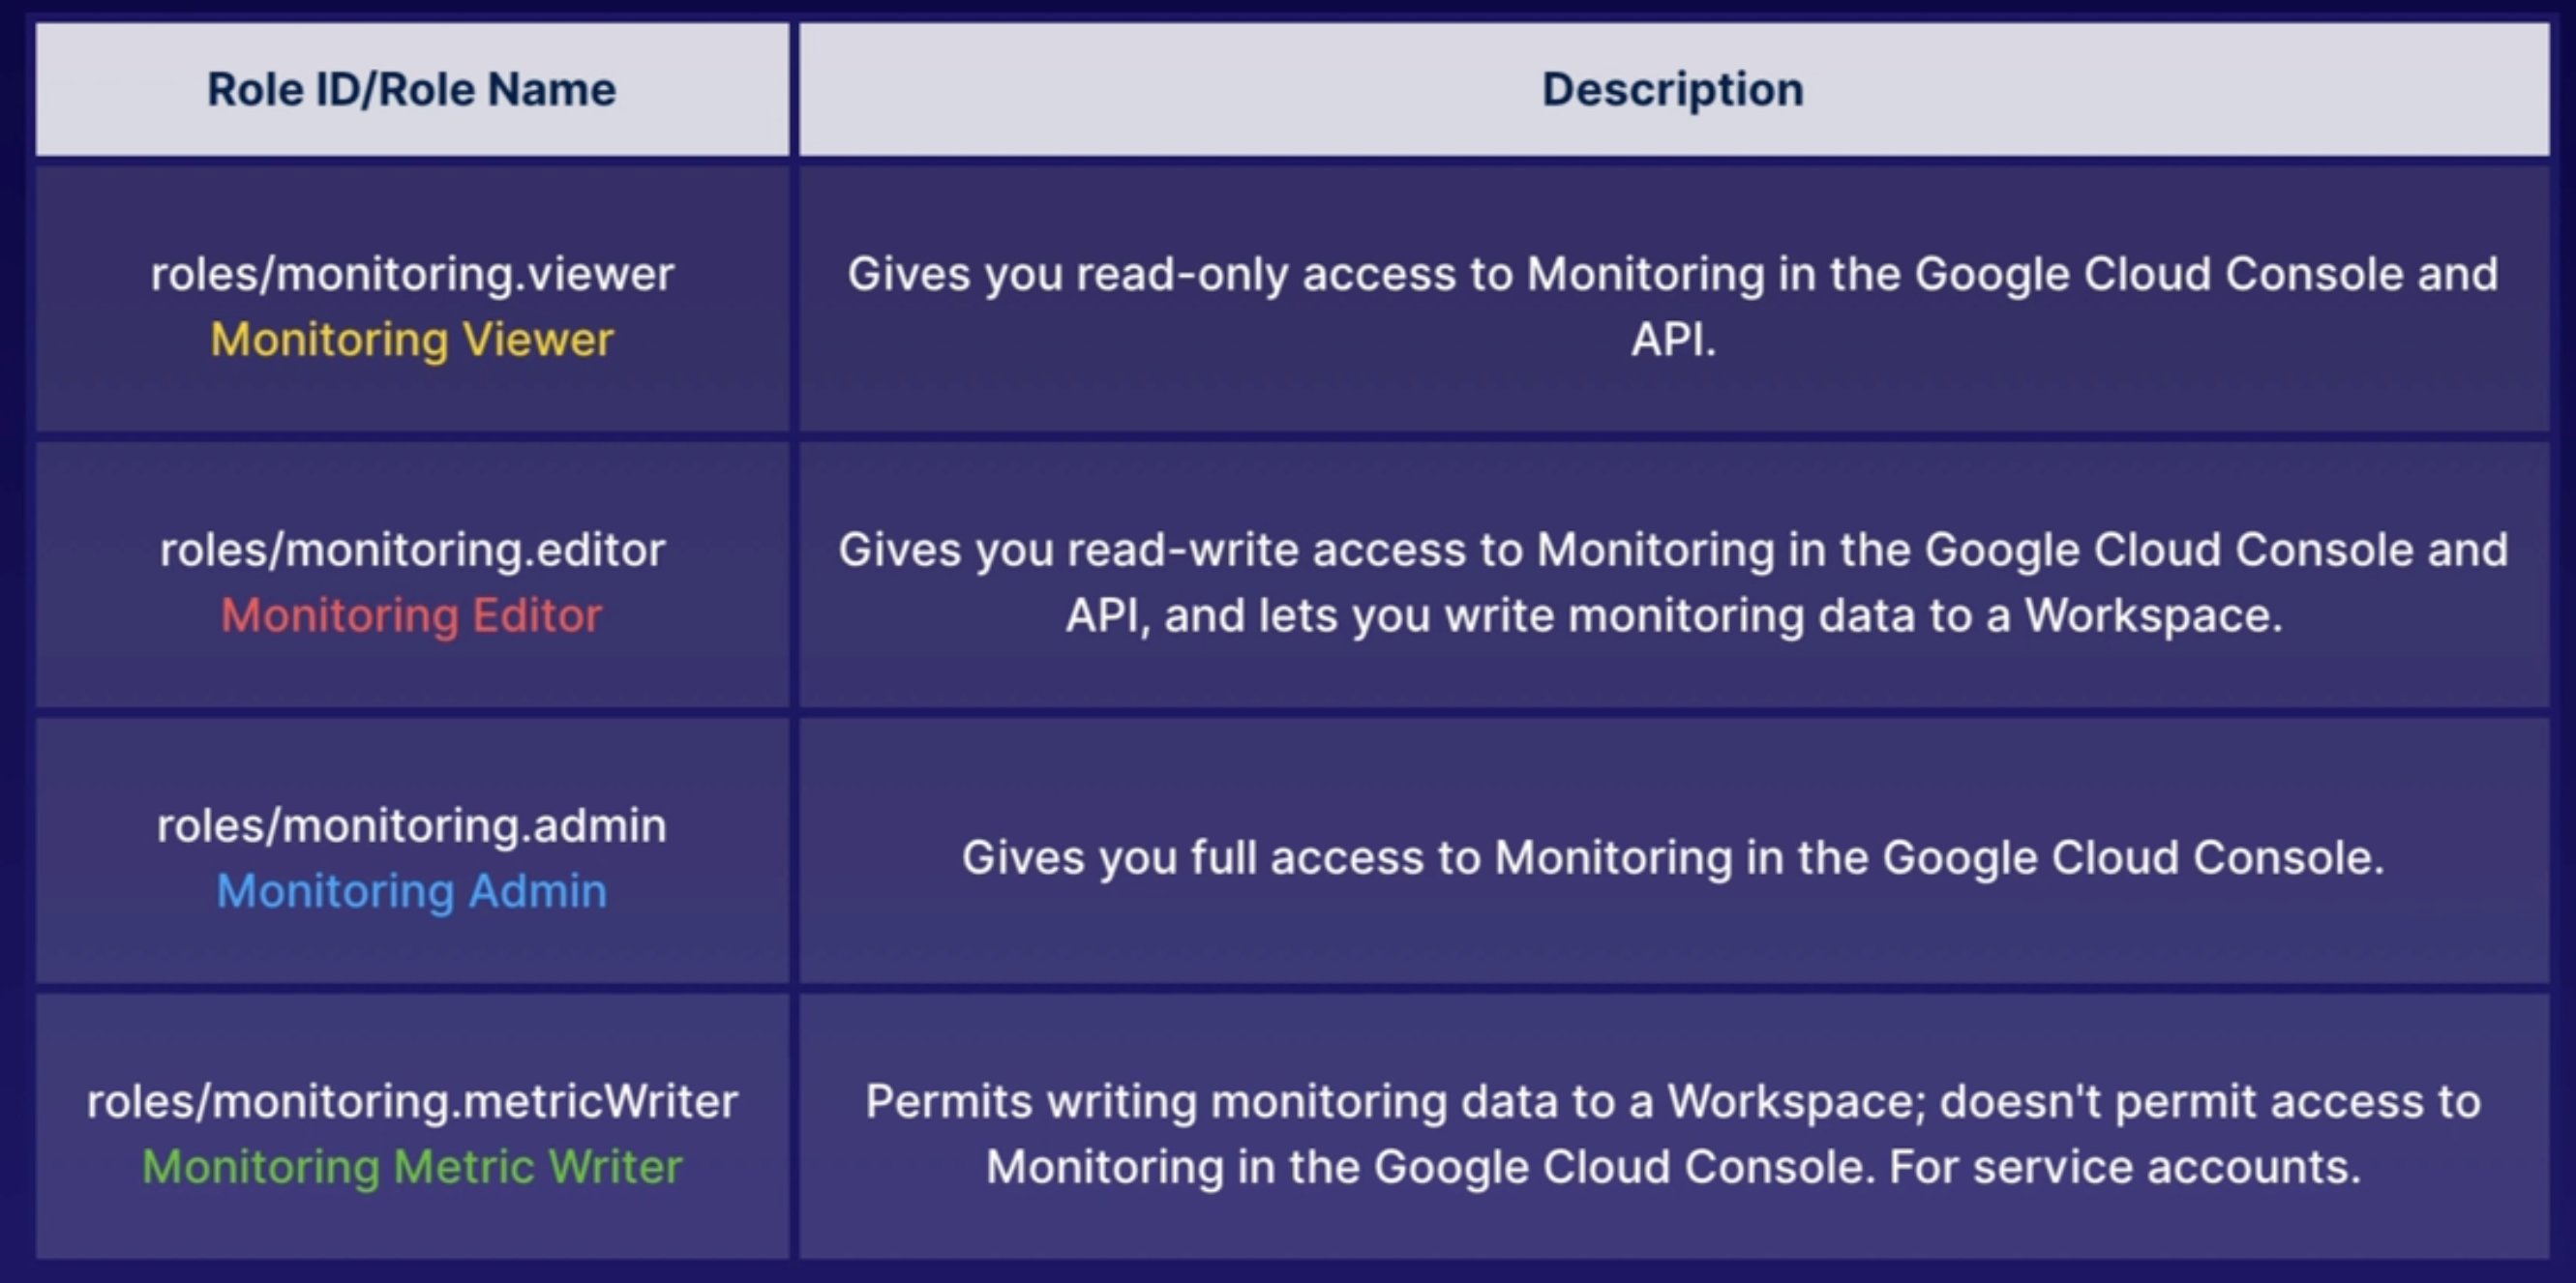 Role ID/Role Name
Description
roles/monitoring.viewer
Monitoring Viewer
Gives you read-only access to Monitoring in the Google Cloud Console and
API.
roles/monitoring.editor
Monitoring Editor
Gives you read-write access to Monitoring in the Google Cloud Console and
API, and lets you write monitoring data to a Workspace.
roles/monitoring.admin
Monitoring Admin
Gives you full access to Monitoring in the Google Cloud Console.
roles/monitoring.metricWriter
Monitoring Metric Writer
Permits writing monitoring data to a Workspace; doesn't permit access to
Monitoring in the Google Cloud Console. For service accounts.